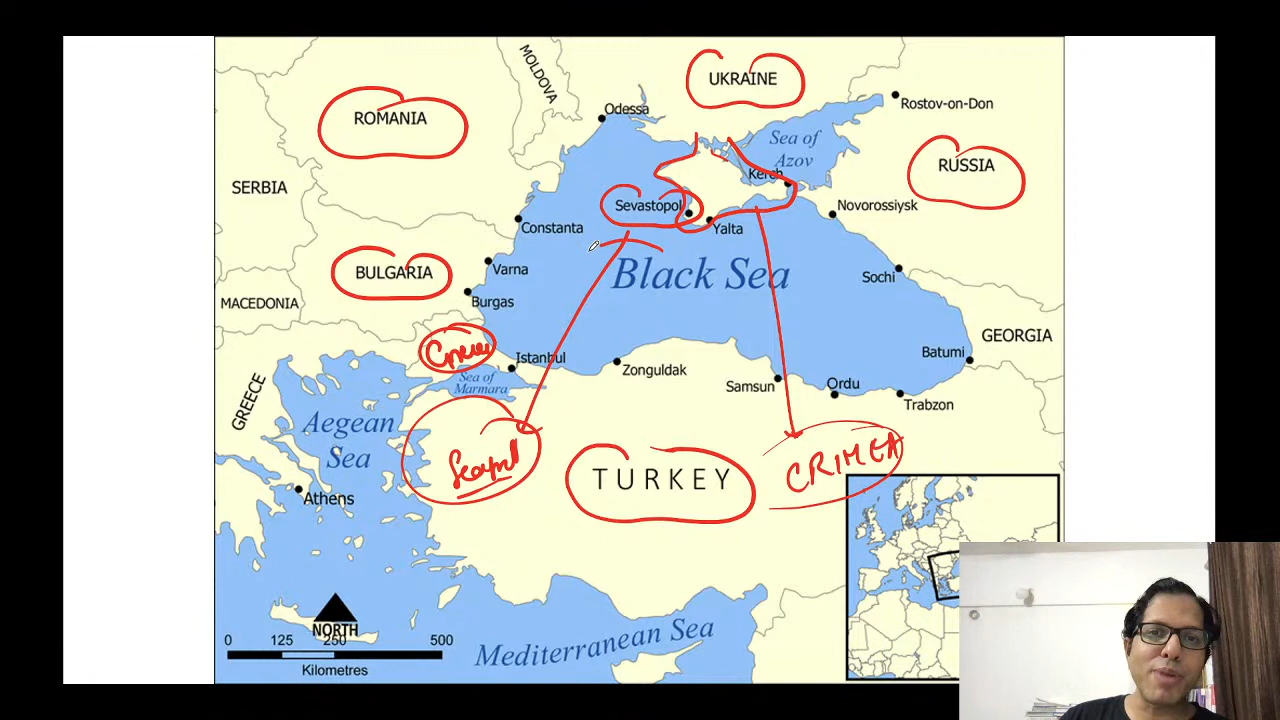 MOLDOVA
UKRAINE
ROMANIA
Odessa
Rostov-on-Don
Sea of
Azov
RUSSIA
Kerch
SERBIA
Sevastopol
Novorossiysk
Constanta
Yalta
BULGARIA
Varna
Black Sea
Sochi
MACEDONIA
Burgas
GEORGIA
Istanbul
Batumi
Zonguldak
Sea of
Marmara
Samsun
Ordu
Trabzon
GREECE
Aegean
Sea
TURKEY
CRIMEA
Athens
NORTH
0 125 250 500
Kilometres
Mediterranean Sea